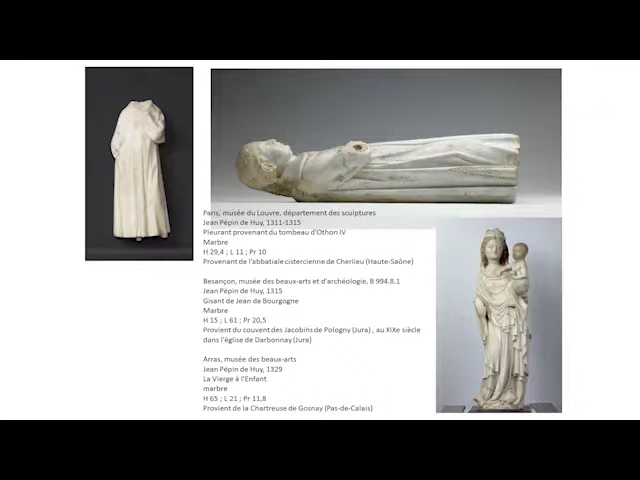 Paris, musée du Louvre, département des sculptures
Jean Pépin de Huy, 1311-1315
Pleurant provenant du tombeau d'Othon IV
Marbre
H 29,4 ; L 11 ; Pr 10
Provenant de l'abbatiale cistercienne de Cherlieu (Haute-Saône)
Besançon, musée des beaux-arts et d'archéologie, B 994.8.1
Jean Pépin de Huy, 1315
Gisant de Jean de Bourgogne
Marbre
H 15 ; L 61 ; Pr 20,5
Provient du couvent des Jacobins de Pologny (Jura) , au XIXe siècle
dans l'église de Darbonnay (Jura)
Arras, musée des beaux-arts
Jean Pépin de Huy, 1329
La Vierge à l'Enfant
marbre
H 65 ; L 21 ; Pr 11,8
Provient de la Chartreuse de Gosnay (Pas-de-Calais)